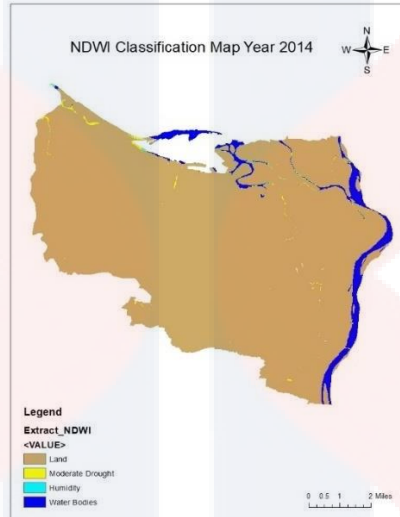 NDWI Classification Map Year 2014
N
W E
S
Legend
Extract_NDWI
<VALUE>
Land
Moderate Drought
Humidity
Water Bodies
0 0.5 1 2 Miles